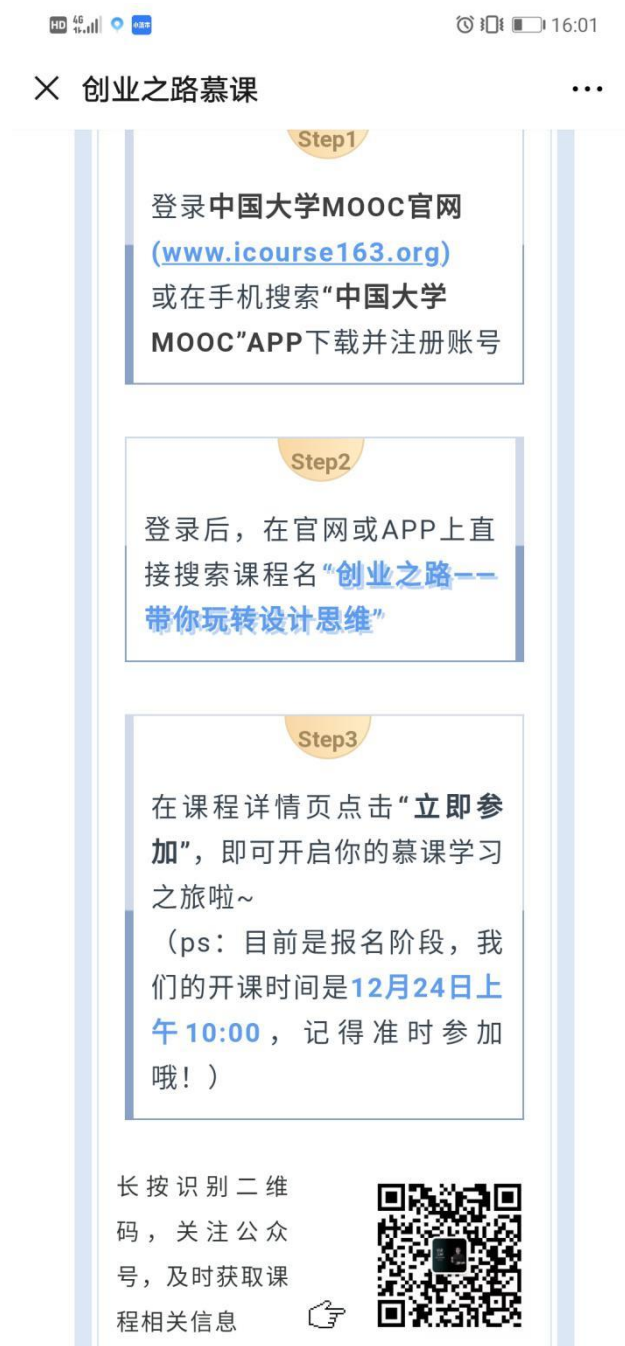 HD 4G 16:01
创业之路慕课
Step1
登录中国大学MOOC官网
(www.icourse163.org)
或在手机搜索“中国大学
MOOC”APP下载并注册账号
Step2
登录后，在官网或APP上直
接搜索课程名“创业之路——
带你玩转设计思维”
Step3
在课程详情页点击“立即参
加”，即可开启你的慕课学习
之旅啦~
（ps：目前是报名阶段，我
们的开课时间是12月24日上
午10:00，记得准时参加
哦！）
长按识别二维
码，关注公众
号，及时获取课
程相关信息